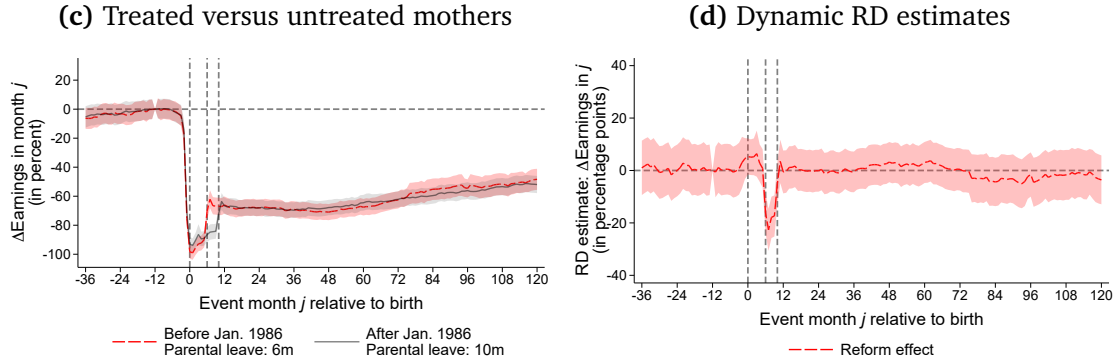 (c) Treated versus untreated mothers
ΔEarnings in month j
(in percent)
20
0
-20
-40
-60
-80
-100
-36 -24 -12 0 12 24 36 48 60 72 84 96 108 120
Event month j relative to birth
Before Jan. 1986
Parental leave: 6m
After Jan. 1986
Parental leave: 10m
(d) Dynamic RD estimates
RD estimate: ΔEarnings in j
(in percentage points)
40
20
0
-20
-40
-36 -24 -12 0 12 24 36 48 60 72 84 96 108 120
Event month j relative to birth
Reform effect